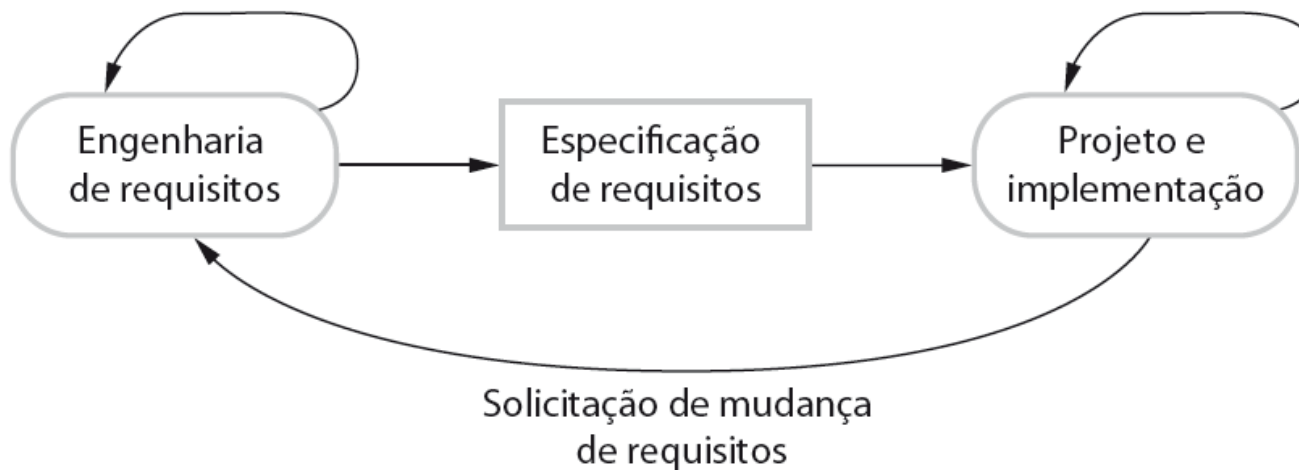 Engenharia
de requisitos
Especificação
de requisitos
Projeto e
implementação
Solicitação de mudança
de requisitos